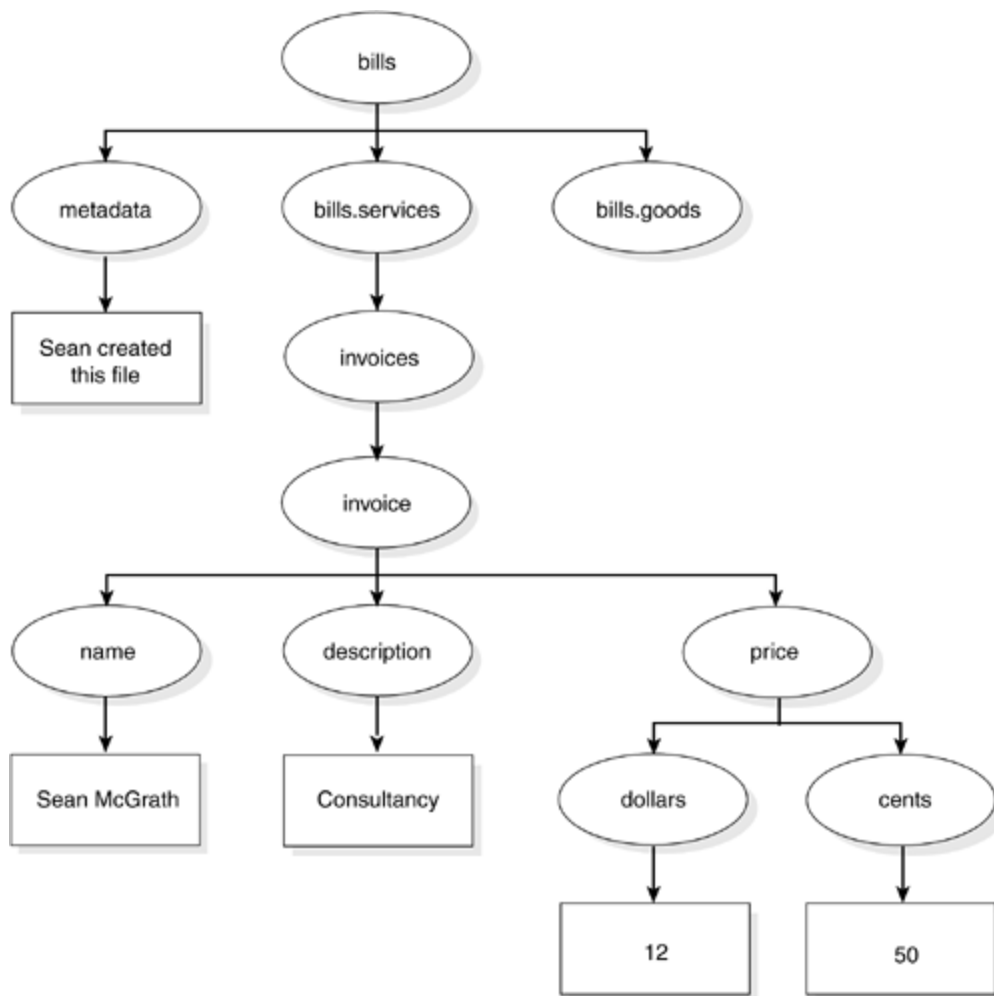 bills
metadata
bills.services
bills.goods
Sean created
this file
invoices
invoice
name
description
price
Sean McGrath
Consultancy
dollars
cents
12
50